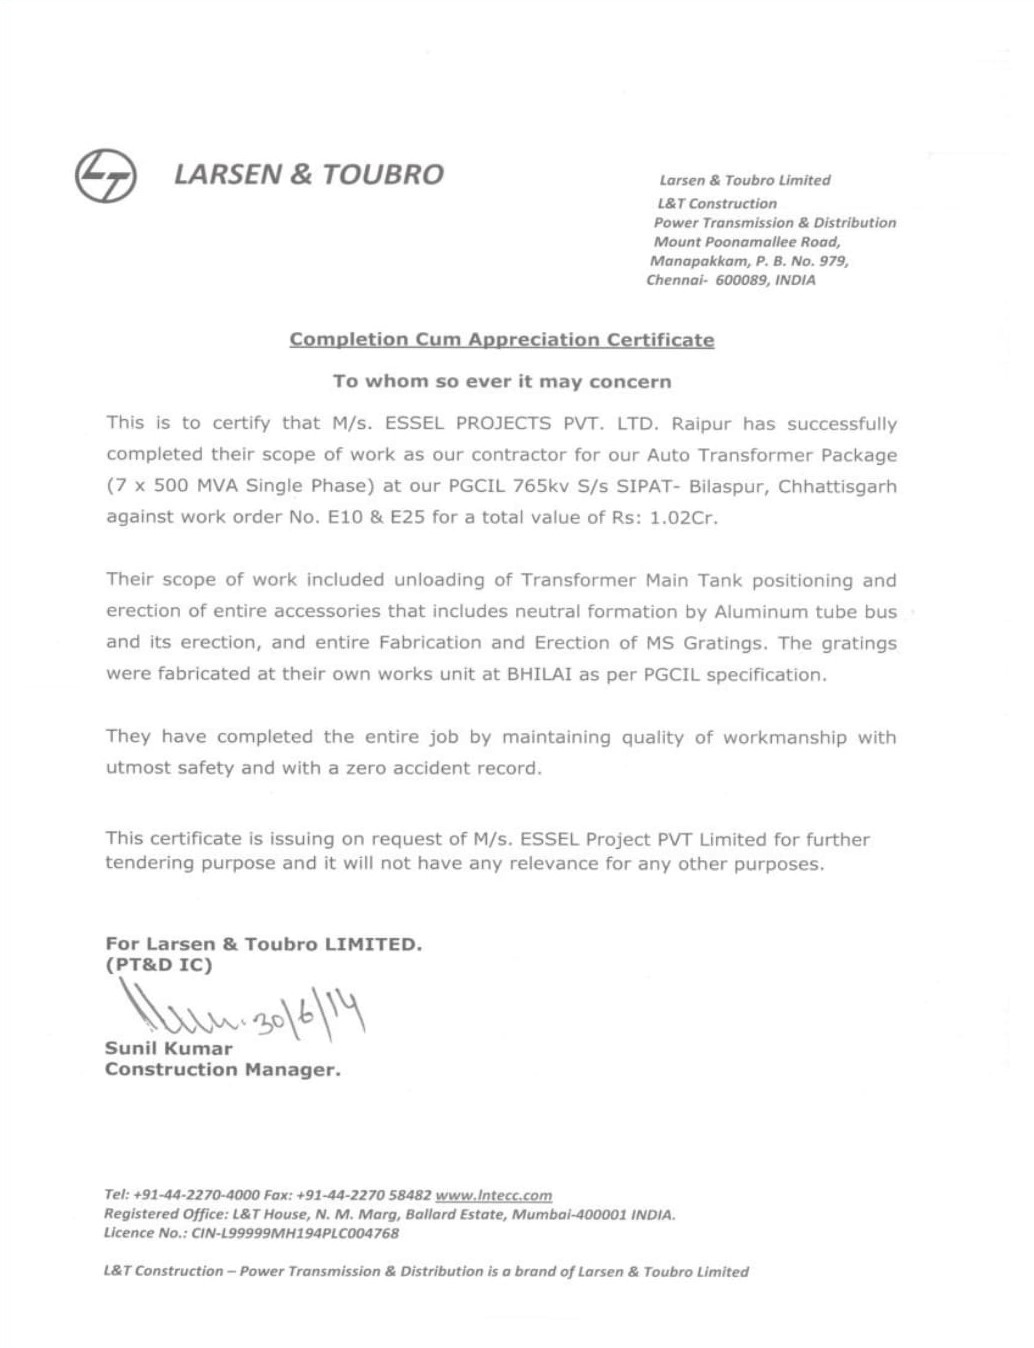 LT
LARSEN & TOUBRO
Larsen & Toubro Limited
L&T Construction
Power Transmission & Distribution
Mount Poonamallee Road,
Manapakkam, P. B. No. 979,
Chennai- 600089, INDIA
Completion Cum Appreciation Certificate
To whom so ever it may concern
This is to certify that M/s. ESSEL PROJECTS PVT. LTD. Raipur has successfully
completed their scope of work as our contractor for our Auto Transformer Package
(7 x 500 MVA Single Phase) at our PGCIL 765kv S/s SIPAT- Bilaspur, Chhattisgarh
against work order No. E10 & E25 for a total value of Rs: 1.02Cr.
Their scope of work included unloading of Transformer Main Tank positioning and
erection of entire accessories that includes neutral formation by Aluminum tube bus
and its erection, and entire Fabrication and Erection of MS Gratings. The gratings
were fabricated at their own works unit at BHILAI as per PGCIL specification.
They have completed the entire job by maintaining quality of workmanship with
utmost safety and with a zero accident record.
This certificate is issuing on request of M/s. ESSEL Project PVT Limited for further
tendering purpose and it will not have any relevance for any other purposes.
For Larsen & Toubro LIMITED.
(PT&D IC)
30/6/14
Sunil Kumar
Construction Manager.
Tel: +91-44-2270-4000 Fax: +91-44-2270 58482 www.lntecc.com
Registered Office: L&T House, N. M. Marg, Ballard Estate, Mumbai-400001 INDIA.
Licence No.: CIN-L99999MH194PLC004768
L&T Construction – Power Transmission & Distribution is a brand of Larsen & Toubro Limited